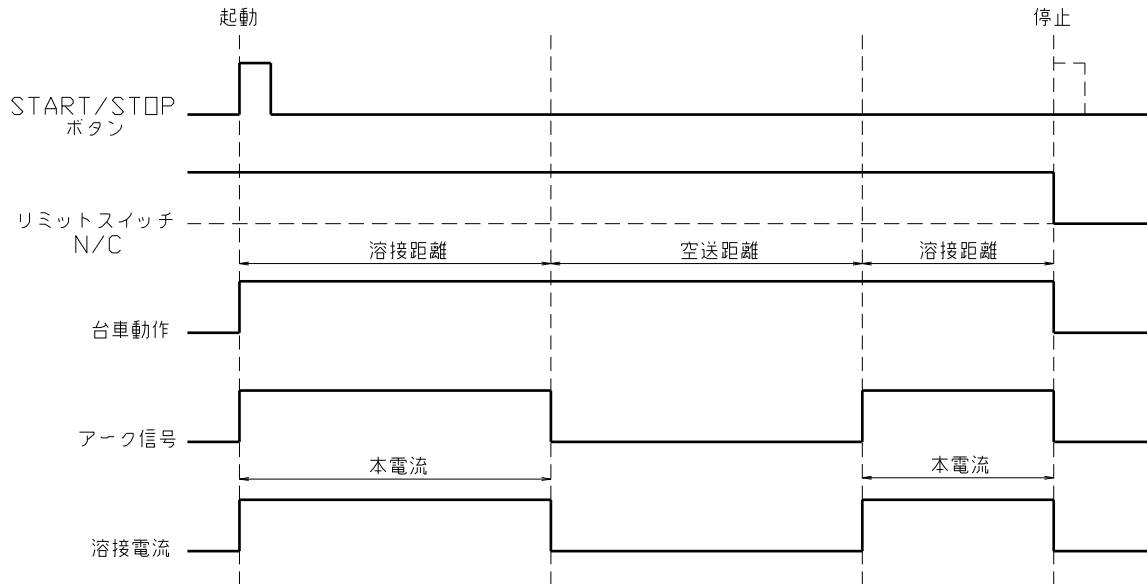 起動
停止
START/STOP
ボタン
リミットスイッチ
N/C
溶接距離
空送距離
溶接距離
台車動作
アーク信号
本電流
本電流
溶接電流